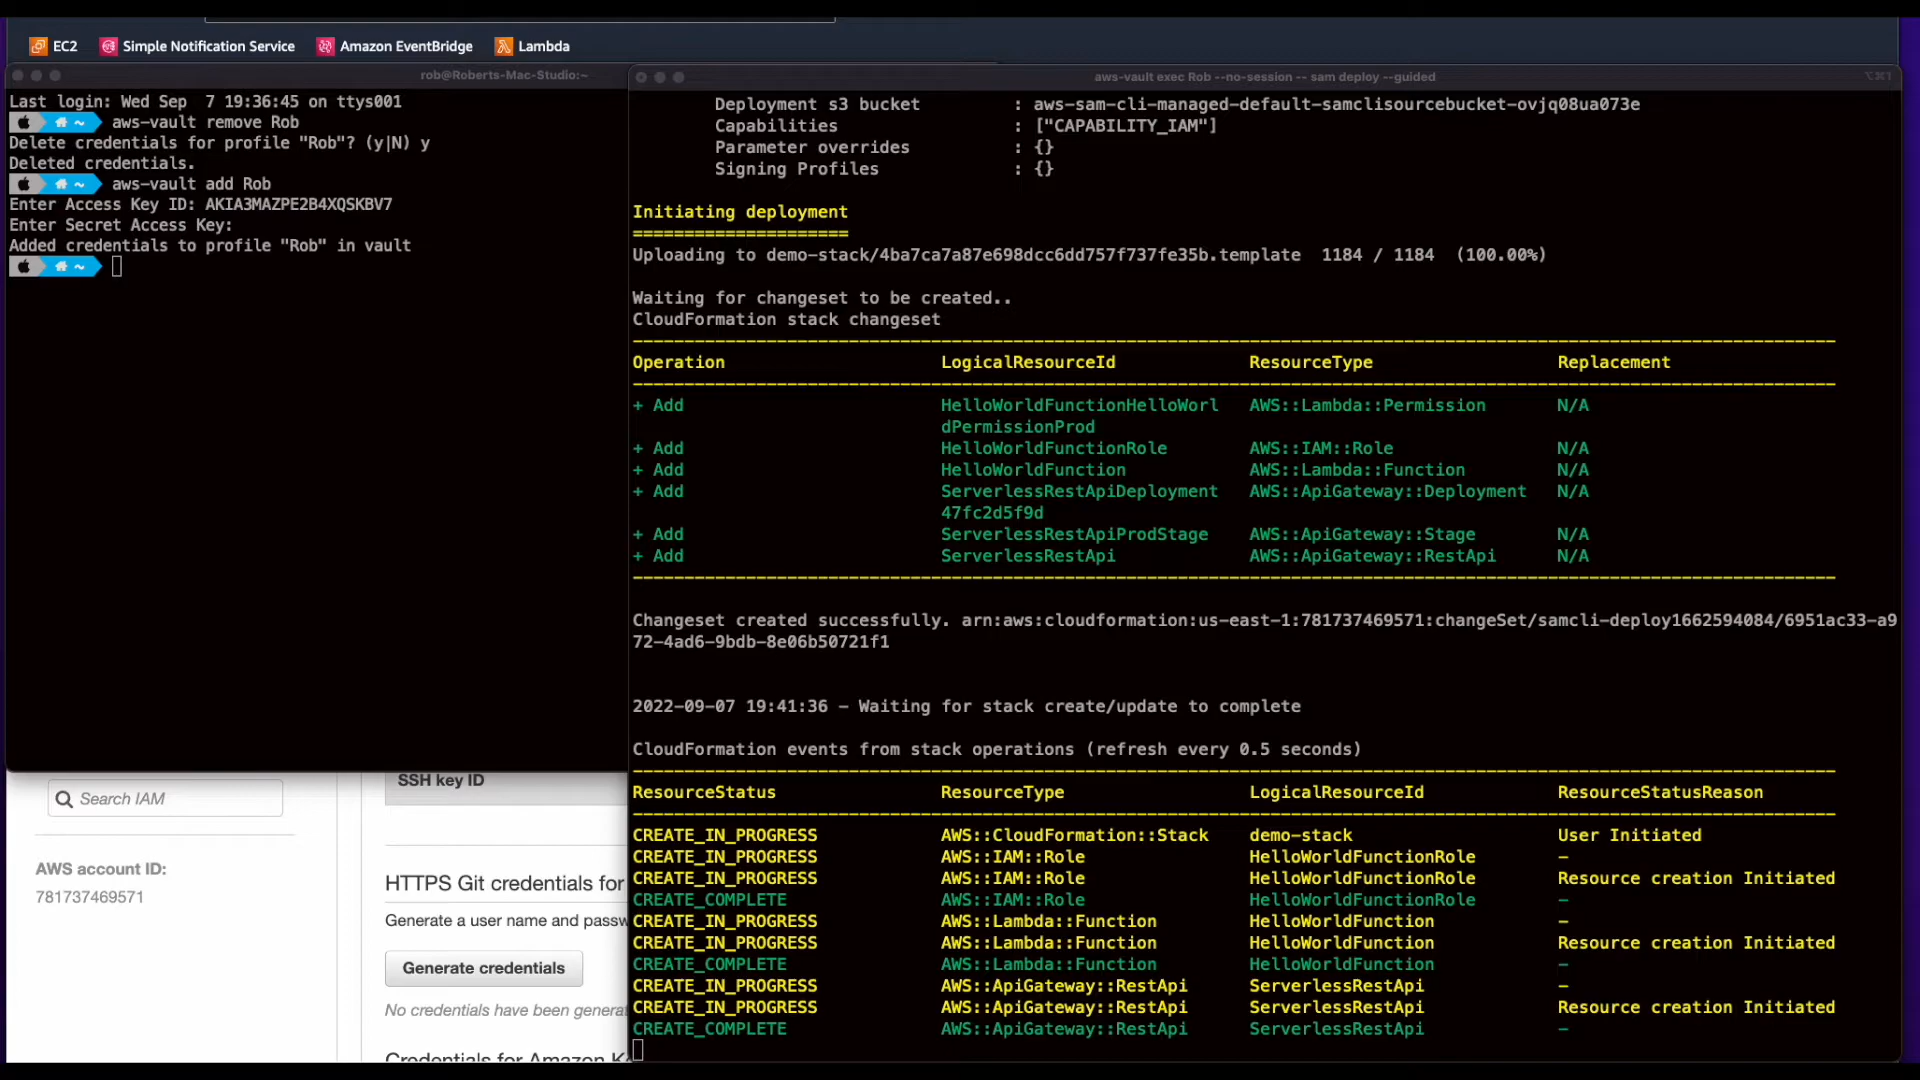 EC2 Simple Notification Service Amazon EventBridge Lambda
rob@Roberts-Mac-Studio:~
Last login: Wed Sep  7 19:36:45 on ttys001
~ aws-vault remove Rob
Delete credentials for profile "Rob"? (y|N) y
Deleted credentials.
~ aws-vault add Rob
Enter Access Key ID: AKIA3MAZPE2B4XQSKBV7
Enter Secret Access Key:
Added credentials to profile "Rob" in vault
~
Search IAM
AWS account ID:
781737469571
SSH key ID
HTTPS Git credentials for
Generate a user name and passw
Generate credentials
No credentials have been genera
Credentials for Amazon K
aws-vault exec Rob --no-session -- sam deploy --guided
⌥⌘1
Deployment s3 bucket : aws-sam-cli-managed-default-samclisourcebucket-ovjq08ua073e
Capabilities : ["CAPABILITY_IAM"]
Parameter overrides : {}
Signing Profiles : {}
Initiating deployment
=====================
Uploading to demo-stack/4ba7ca7a87e698dcc6dd757f737fe35b.template  1184 / 1184  (100.00%)
Waiting for changeset to be created..
CloudFormation stack changeset
Operation LogicalResourceId ResourceType Replacement
+ Add HelloWorldFunctionHelloWorl AWS::Lambda::Permission N/A
dPermissionProd
+ Add HelloWorldFunctionRole AWS::IAM::Role N/A
+ Add HelloWorldFunction AWS::Lambda::Function N/A
+ Add ServerlessRestApiDeployment AWS::ApiGateway::Deployment N/A
47fc2d5f9d
+ Add ServerlessRestApiProdStage AWS::ApiGateway::Stage N/A
+ Add ServerlessRestApi AWS::ApiGateway::RestApi N/A
Changeset created successfully. arn:aws:cloudformation:us-east-1:781737469571:changeSet/samcli-deploy1662594084/6951ac33-a9
72-4ad6-9bdb-8e06b50721f1
2022-09-07 19:41:36 - Waiting for stack create/update to complete
CloudFormation events from stack operations (refresh every 0.5 seconds)
ResourceStatus ResourceType LogicalResourceId ResourceStatusReason
CREATE_IN_PROGRESS AWS::CloudFormation::Stack demo-stack User Initiated
CREATE_IN_PROGRESS AWS::IAM::Role HelloWorldFunctionRole -
CREATE_IN_PROGRESS AWS::IAM::Role HelloWorldFunctionRole Resource creation Initiated
CREATE_COMPLETE AWS::IAM::Role HelloWorldFunctionRole -
CREATE_IN_PROGRESS AWS::Lambda::Function HelloWorldFunction -
CREATE_IN_PROGRESS AWS::Lambda::Function HelloWorldFunction Resource creation Initiated
CREATE_COMPLETE AWS::Lambda::Function HelloWorldFunction -
CREATE_IN_PROGRESS AWS::ApiGateway::RestApi ServerlessRestApi -
CREATE_IN_PROGRESS AWS::ApiGateway::RestApi ServerlessRestApi Resource creation Initiated
CREATE_COMPLETE AWS::ApiGateway::RestApi ServerlessRestApi -